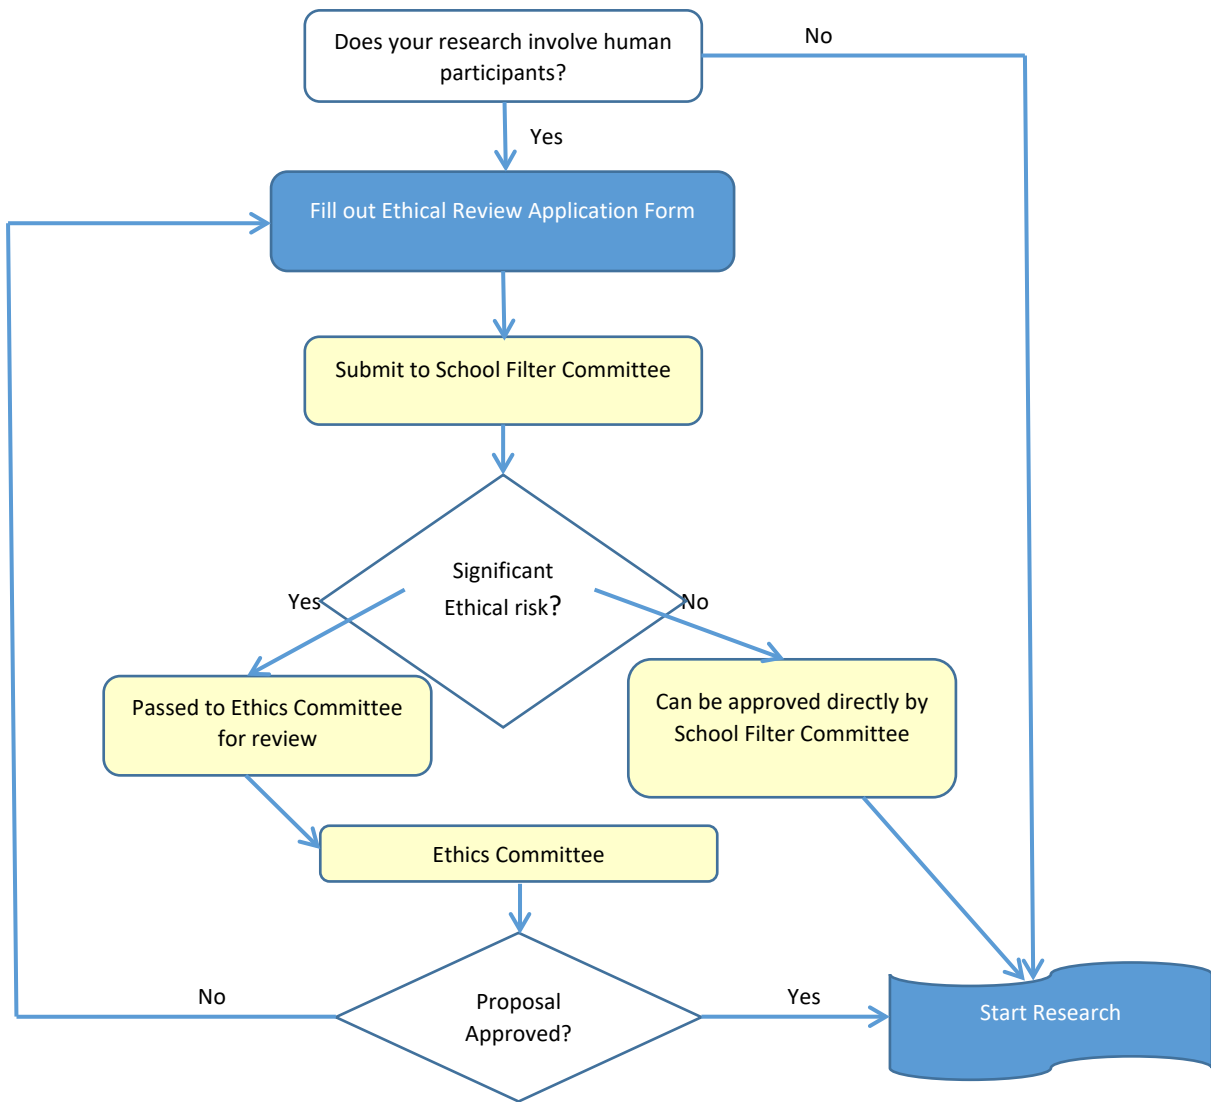 Does your research involve human
participants?
No
Yes
Fill out Ethical Review Application Form
Submit to School Filter Committee
Significant
Ethical risk?
Yes
No
Passed to Ethics Committee
for review
Can be approved directly by
School Filter Committee
Ethics Committee
No
Proposal
Approved?
Yes
Start Research